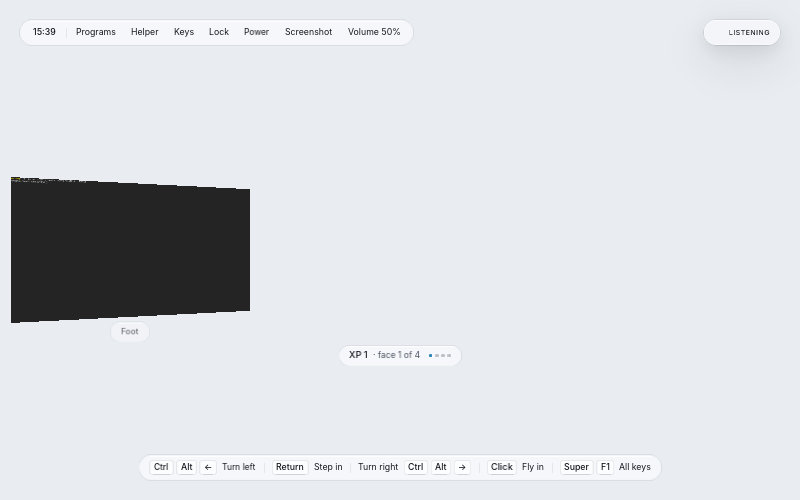 15:39 Programs Helper Keys Lock Power Screenshot Volume 50%
LISTENING
Foot
XP 1 · face 1 of 4
Ctrl Alt ← Turn left Return Step in Turn right Ctrl Alt → Click Fly in Super F1 All keys